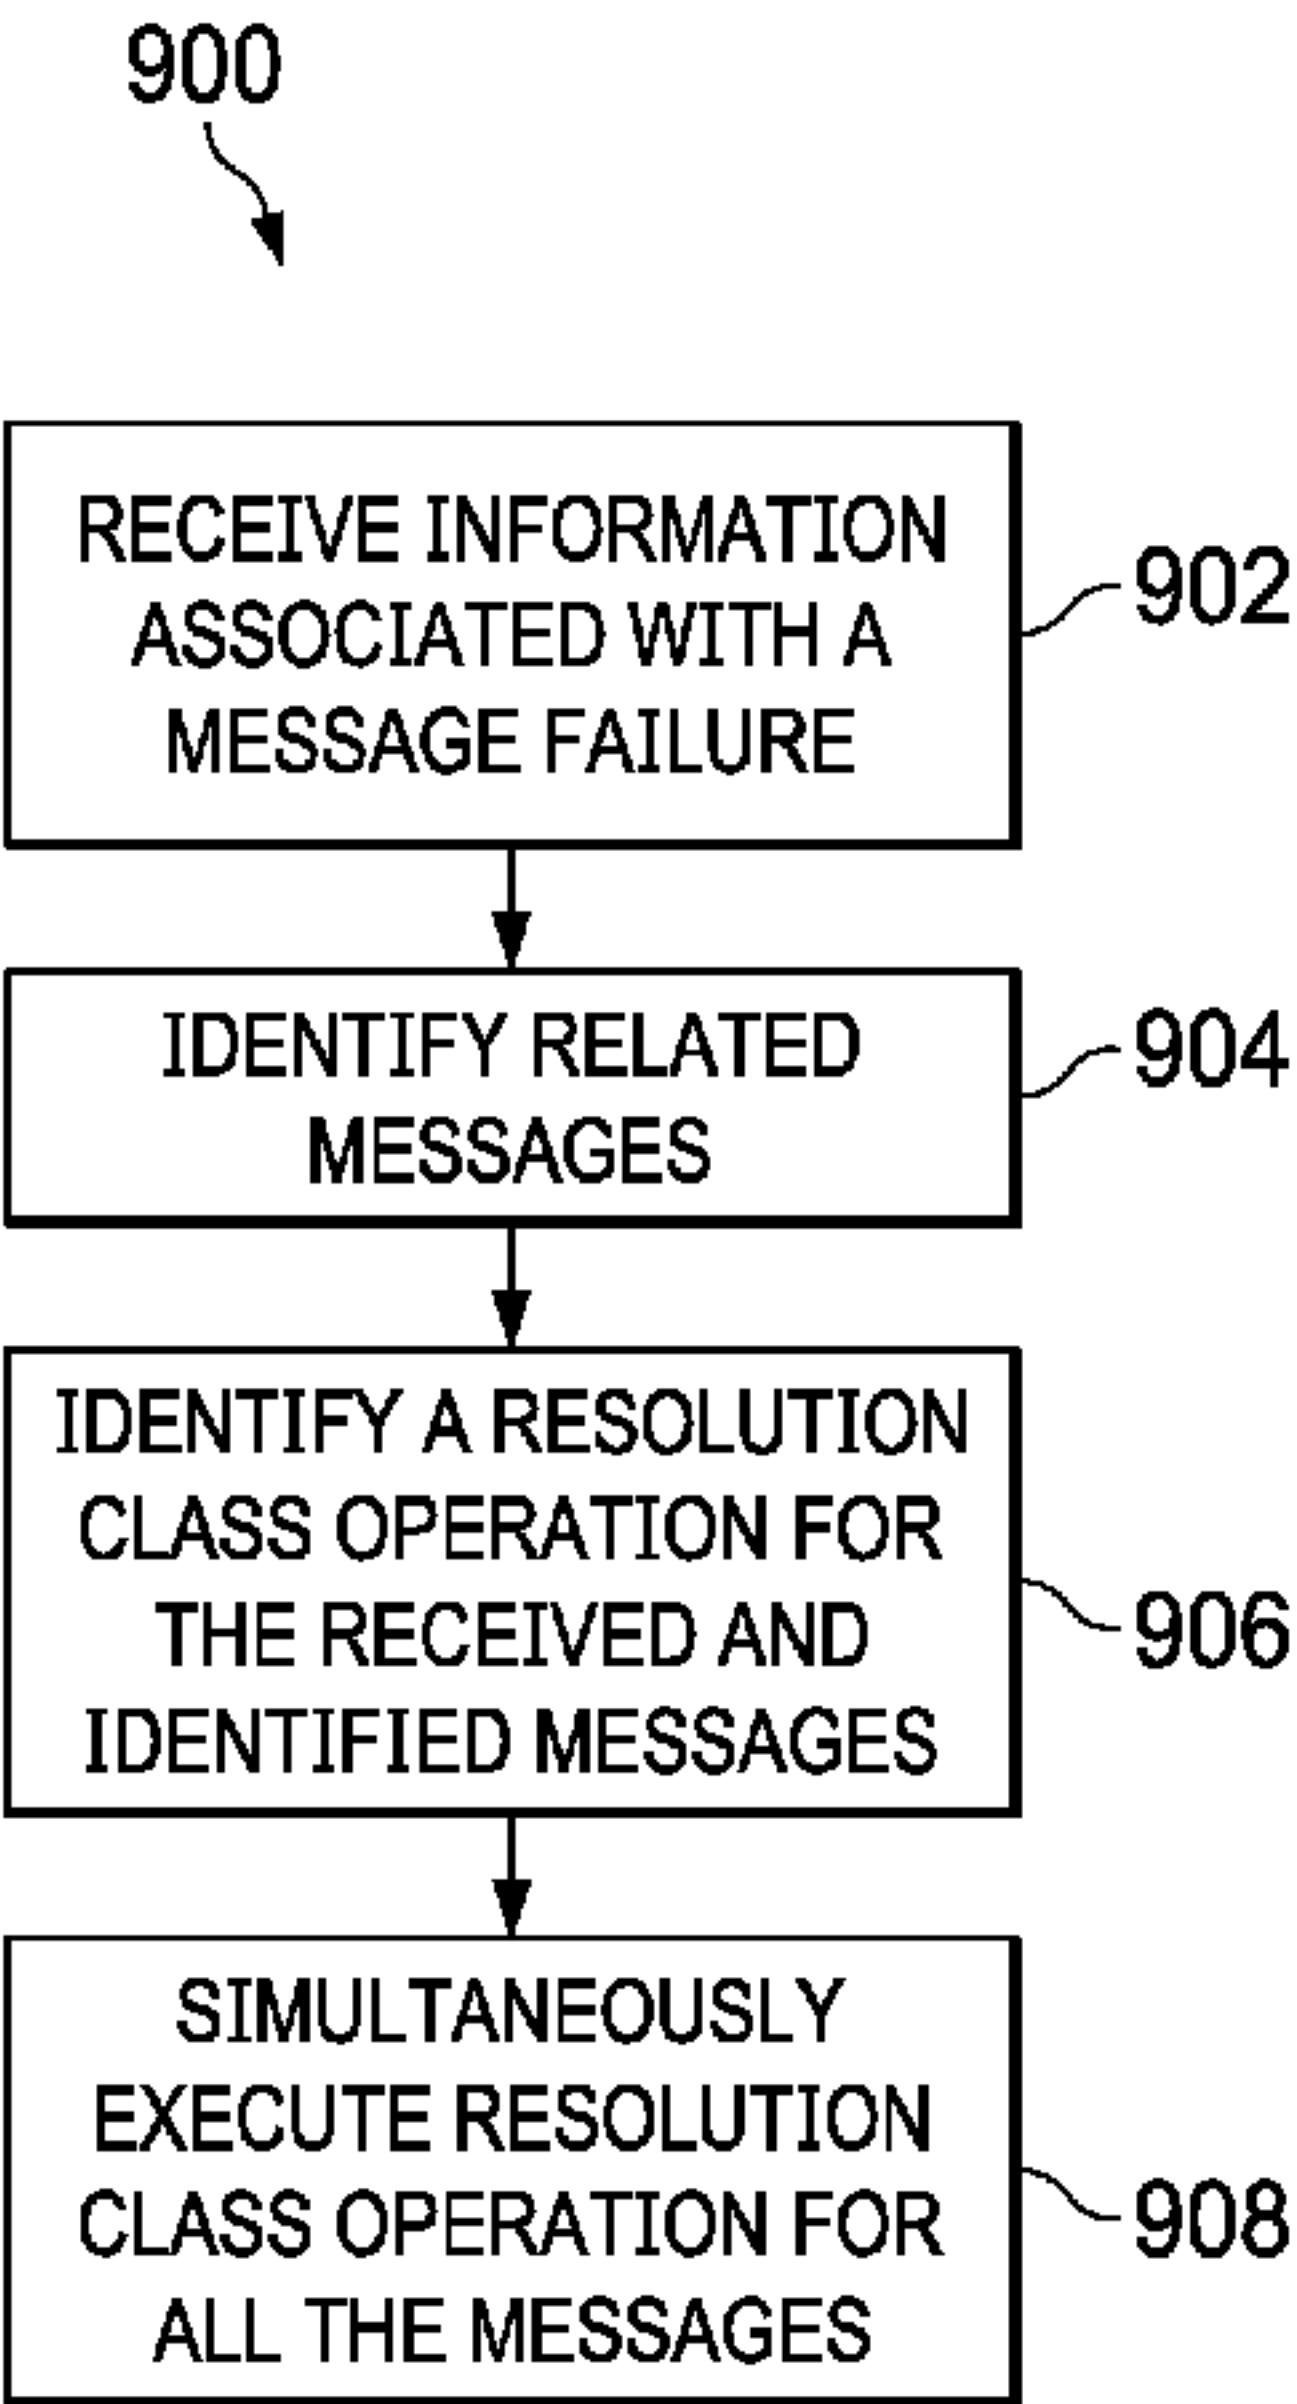 900
RECEIVE INFORMATION
ASSOCIATED WITH A
MESSAGE FAILURE
902
IDENTIFY RELATED
MESSAGES
904
IDENTIFY A RESOLUTION
CLASS OPERATION FOR
THE RECEIVED AND
IDENTIFIED MESSAGES
906
SIMULTANEOUSLY
EXECUTE RESOLUTION
CLASS OPERATION FOR
ALL THE MESSAGES
908